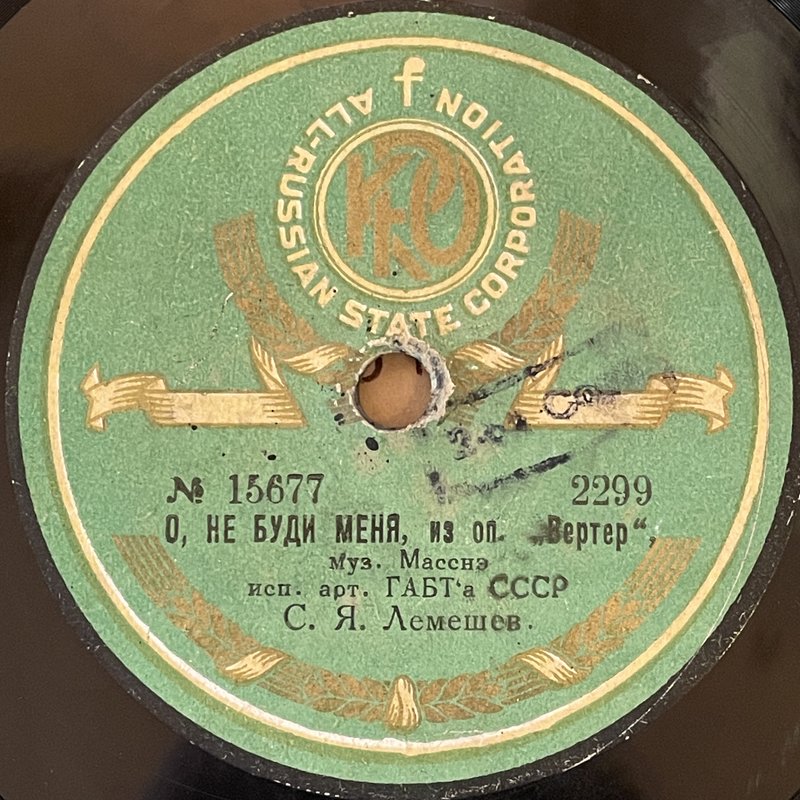 ALL-RUSSIAN STATE CORPORATION
№ 15677 2299
О, НЕ БУДИ МЕНЯ, из оп. „Вертер“,
муз. Масснэ
исп. арт. ГАБТ‘а СССР
С. Я. Лемешев.